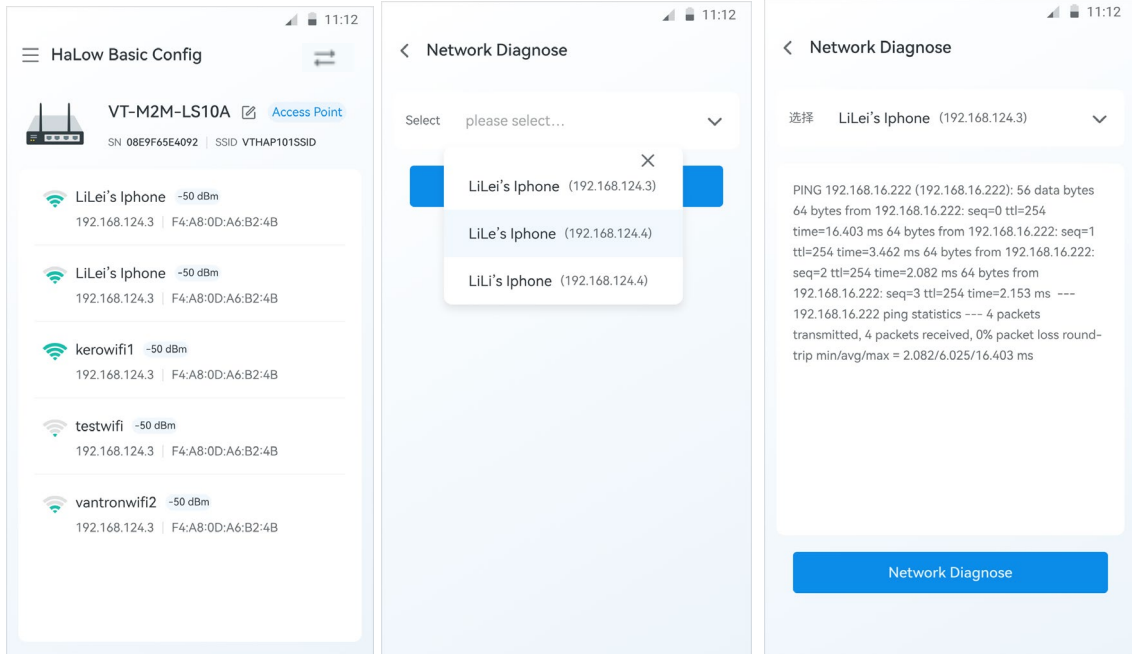 11:12
HaLow Basic Config
VT-M2M-LS10A Access Point
SN 08E9F65E4092 | SSID VTHAP101SSID
LiLei’s Iphone -50 dBm
192.168.124.3 | F4:A8:0D:A6:B2:4B
LiLei’s Iphone -50 dBm
192.168.124.3 | F4:A8:0D:A6:B2:4B
kerowifi1 -50 dBm
192.168.124.3 | F4:A8:0D:A6:B2:4B
testwifi -50 dBm
192.168.124.3 | F4:A8:0D:A6:B2:4B
vantronwifi2 -50 dBm
192.168.124.3 | F4:A8:0D:A6:B2:4B
11:12
Network Diagnose
Select please select...
LiLei’s Iphone (192.168.124.3)
LiLe’s Iphone (192.168.124.4)
LiLi’s Iphone (192.168.124.4)
11:12
Network Diagnose
选择 LiLei’s Iphone (192.168.124.3)
PING 192.168.16.222 (192.168.16.222): 56 data bytes
64 bytes from 192.168.16.222: seq=0 ttl=254
time=16.403 ms 64 bytes from 192.168.16.222: seq=1
ttl=254 time=3.462 ms 64 bytes from 192.168.16.222:
seq=2 ttl=254 time=2.082 ms 64 bytes from
192.168.16.222: seq=3 ttl=254 time=2.153 ms ---
192.168.16.222 ping statistics --- 4 packets
transmitted, 4 packets received, 0% packet loss round-
trip min/avg/max = 2.082/6.025/16.403 ms
Network Diagnose